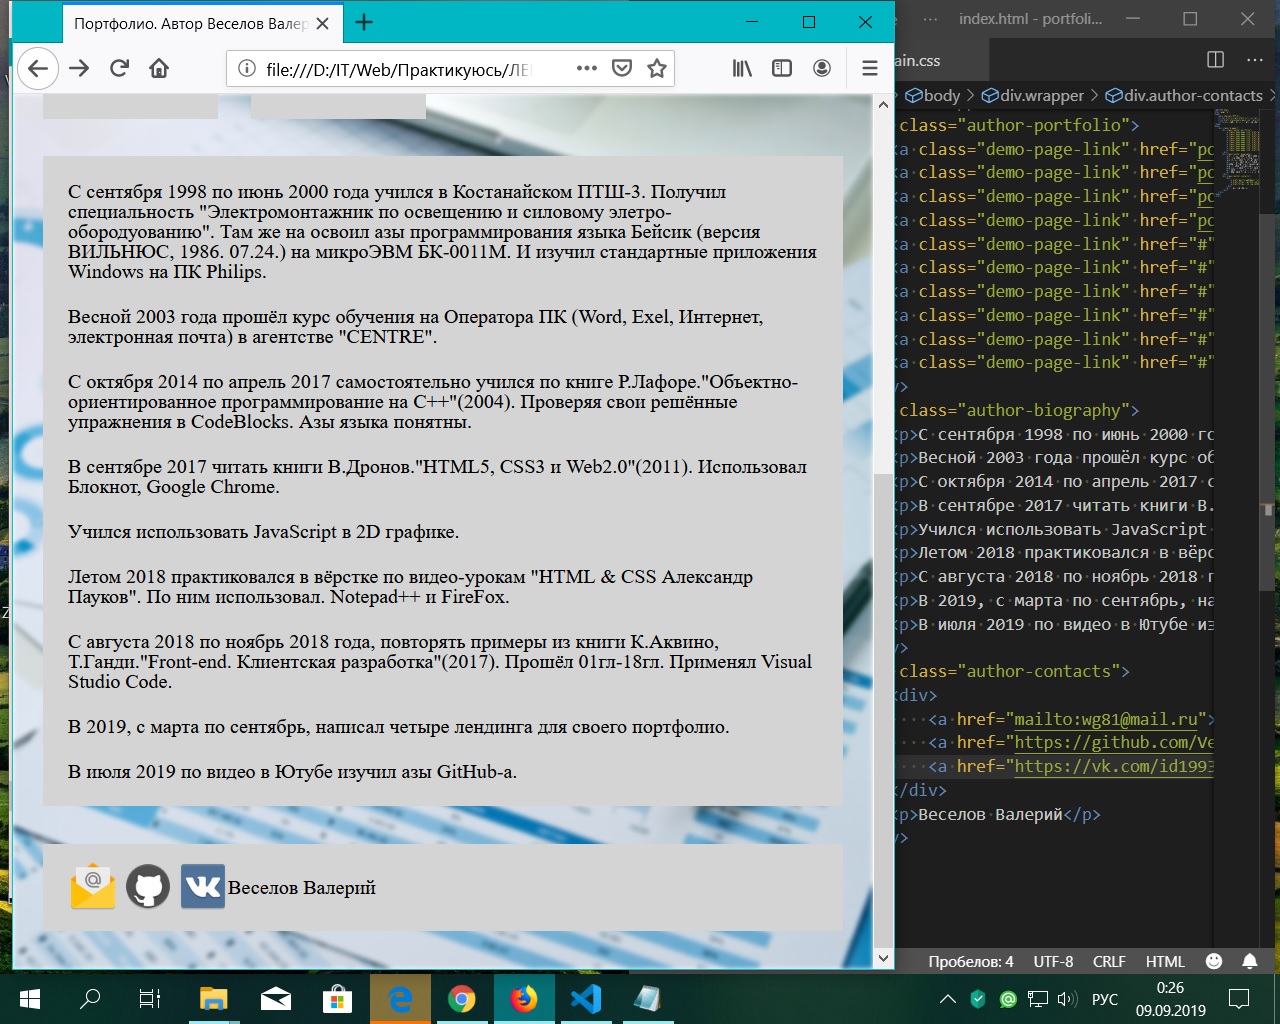 Портфолио. Автор Веселов Валер
index.html - portfoli...
file:///D:/IT/Web/Практикуюсь/ЛЕ
ain.css
body > div.wrapper > div.author-contacts >
С сентября 1998 по июнь 2000 года учился в Костанайском ПТШ-3. Получил
специальность "Электромонтажник по освещению и силовому элетро-
обородуованию". Там же на освоил азы программирования языка Бейсик (версия
ВИЛЬНЮС, 1986. 07.24.) на микроЭВМ БК-0011М. И изучил стандартные приложения
Windows на ПК Philips.
Весной 2003 года прошёл курс обучения на Оператора ПК (Word, Exel, Интернет,
электронная почта) в агентстве "CENTRE".
С октября 2014 по апрель 2017 самостоятельно учился по книге Р.Лафоре."Объектно-
ориентированное программирование на С++"(2004). Проверяя свои решённые
упражнения в CodeBlocks. Азы языка понятны.
В сентябре 2017 читать книги В.Дронов."HTML5, CSS3 и Web2.0"(2011). Использовал
Блокнот, Google Chrome.
Учился использовать JavaScript в 2D графике.
Летом 2018 практиковался в вёрстке по видео-урокам "HTML & CSS Александр
Пауков". По ним использовал. Notepad++ и FireFox.
С августа 2018 по ноябрь 2018 года, повторять примеры из книги К.Аквино,
Т.Ганди."Front-end. Клиентская разработка"(2017). Прошёл 01гл-18гл. Применял Visual
Studio Code.
В 2019, с марта по сентябрь, написал четыре лендинга для своего портфолио.
В июля 2019 по видео в Ютубе изучил азы GitHub-а.
Веселов Валерий
class="author-portfolio">
a class="demo-page-link" href="po
a class="demo-page-link" href="po
a class="demo-page-link" href="po
a class="demo-page-link" href="po
a class="demo-page-link" href="#"
a class="demo-page-link" href="#"
a class="demo-page-link" href="#"
a class="demo-page-link" href="#"
a class="demo-page-link" href="#"
a class="demo-page-link" href="#"
>
class="author-biography">
p>С сентября 1998 по июнь 2000 го
p>Весной 2003 года прошёл курс об
p>С октября 2014 по апрель 2017 с
p>В сентябре 2017 читать книги В.
p>Учился использовать JavaScript
p>Летом 2018 практиковался в вёрс
p>С августа 2018 по ноябрь 2018 г
p>В 2019, с марта по сентябрь, на
p>В июля 2019 по видео в Ютубе из
>
class="author-contacts">
div>
<a href="mailto:wg81@mail.ru">
<a href="https://github.com/Ve
<a href="https://vk.com/id1993
/div>
p>Веселов Валерий</p>
>
Пробелов: 4 UTF-8 CRLF HTML
РУС
0:26
09.09.2019